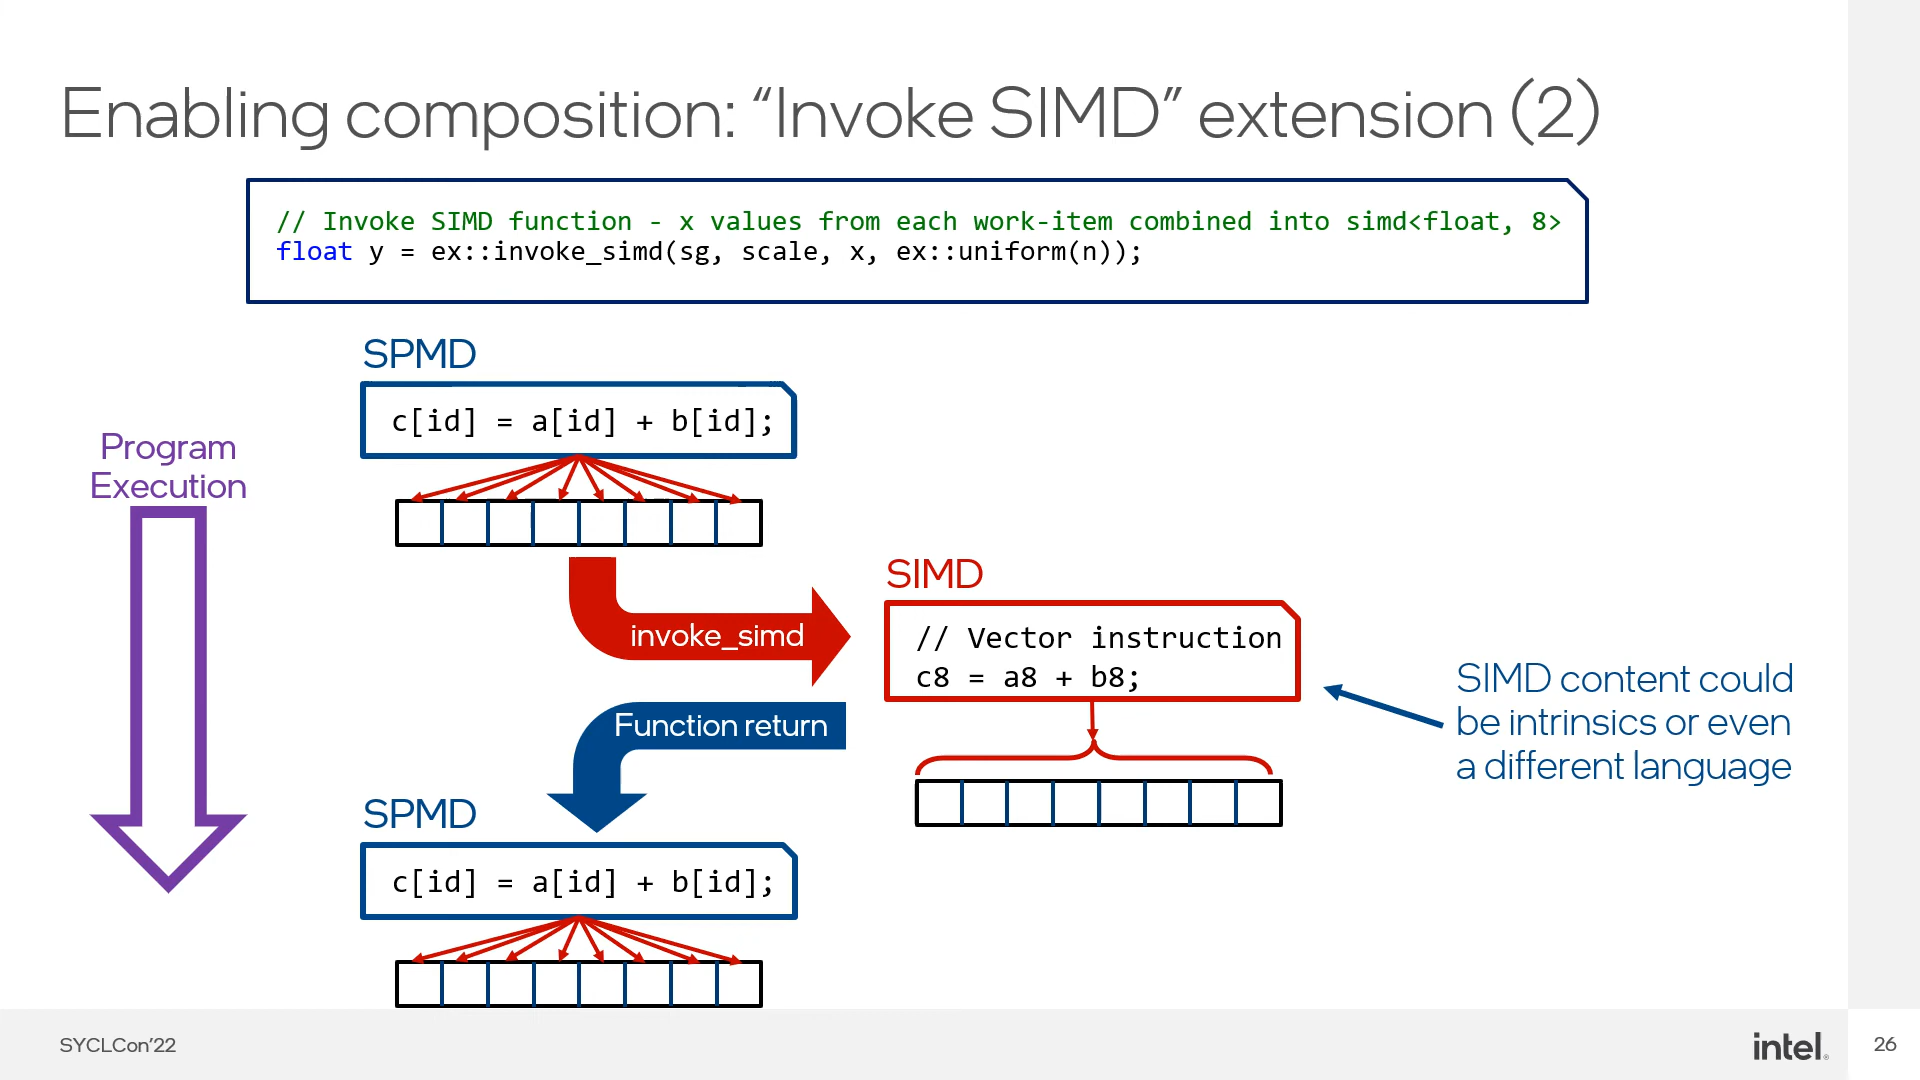 Enabling composition: “Invoke SIMD” extension (2)
// Invoke SIMD function - x values from each work-item combined into simd<float, 8>
float y = ex::invoke_simd(sg, scale, x, ex::uniform(n));
SPMD
c[id] = a[id] + b[id];
Program
Execution
SIMD
invoke_simd
// Vector instruction
c8 = a8 + b8;
SIMD content could
be intrinsics or even
a different language
Function return
SPMD
c[id] = a[id] + b[id];
SYCLCon’22
intel®
26